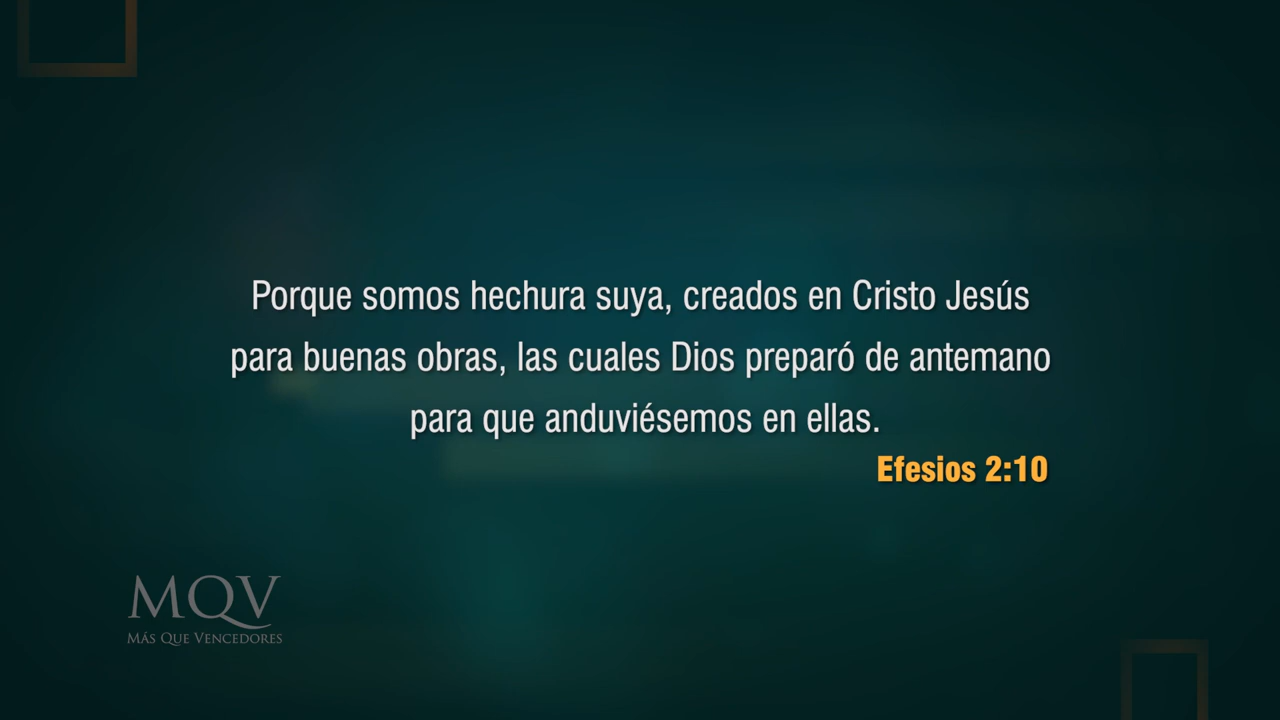 Porque somos hechura suya, creados en Cristo Jesús
para buenas obras, las cuales Dios preparó de antemano
para que anduviésemos en ellas.
Efesios 2:10
MQV
MÁS QUE VENCEDORES